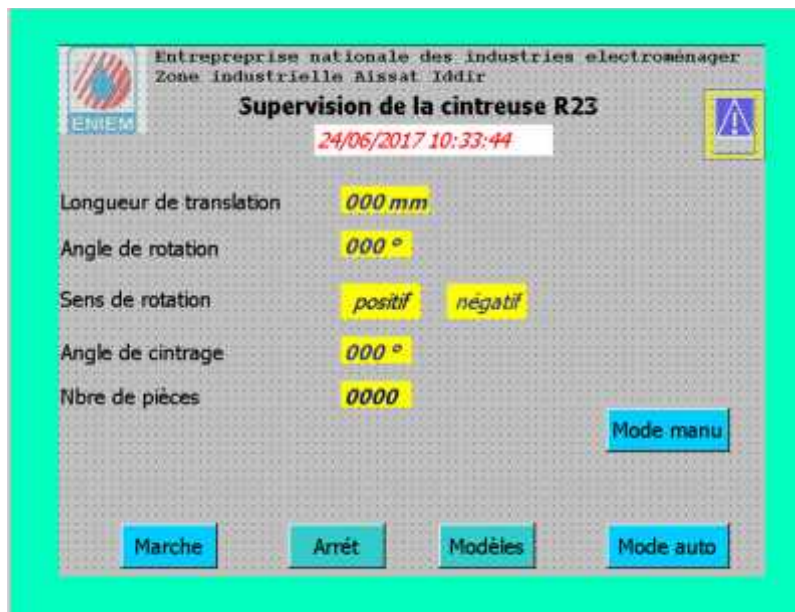 Entrepreprise nationale des industries electroménager
Zone industrielle Aissat Iddir
ENIEM
Supervision de la cintreuse R23
24/06/2017 10:33:44
Longueur de translation 000 mm
Angle de rotation 000 °
Sens de rotation positif négatif
Angle de cintrage 000 °
Nbre de pièces 0000
Mode manu
Marche Arrét Modèles Mode auto